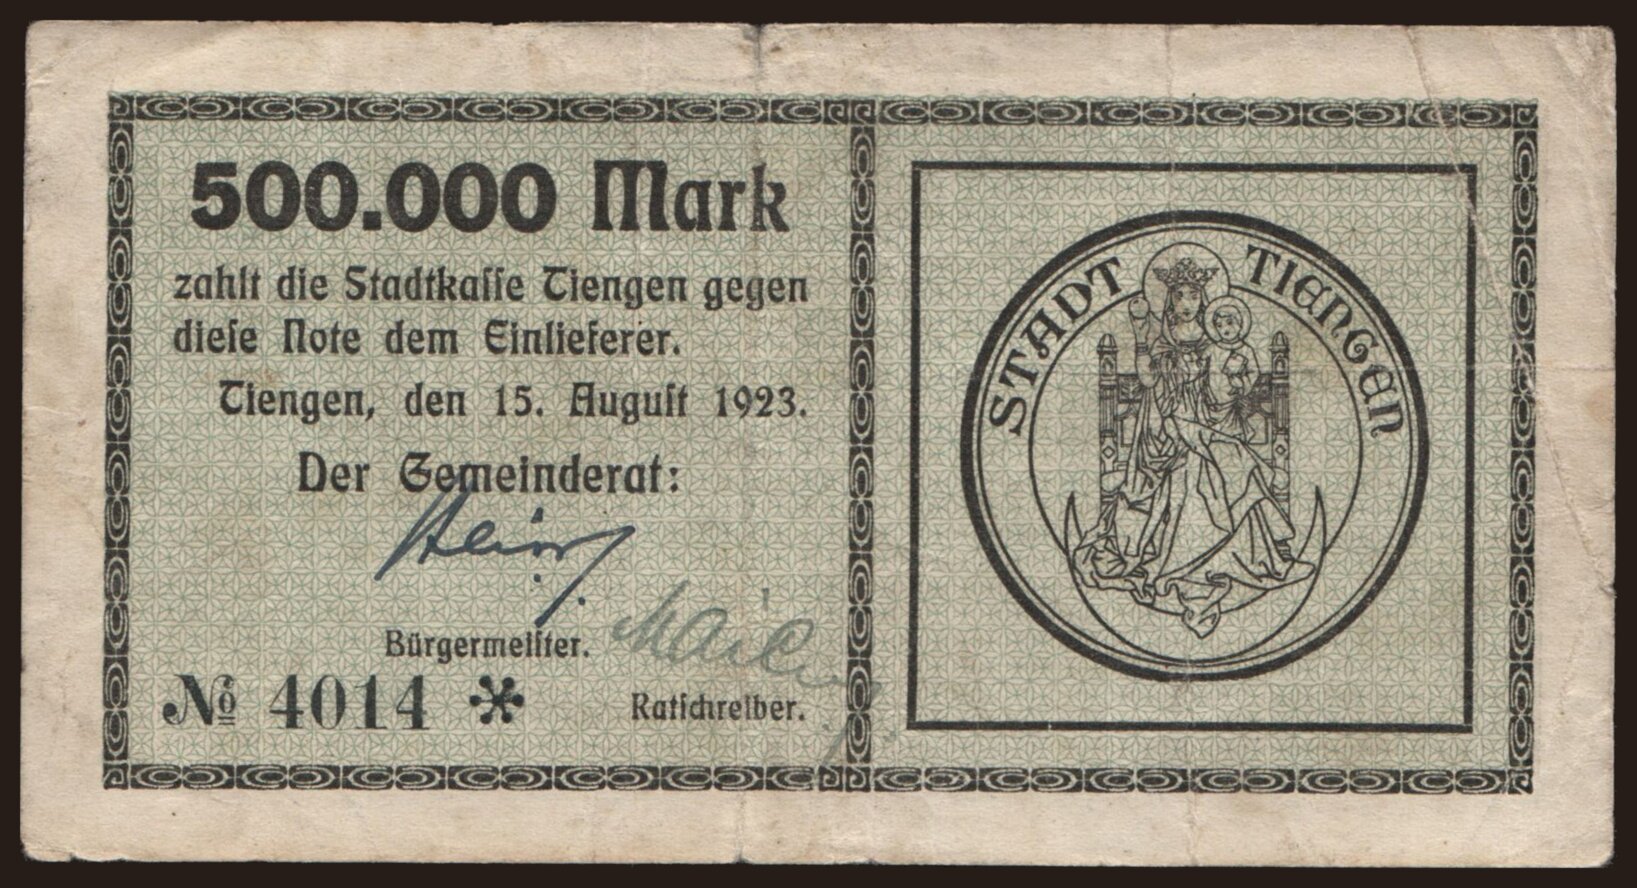 500.000 Mark
zahlt die Stadtkasse Tiengen gegen
diese Note dem Einlieferer.
Tiengen, den 15. August 1923.
Der Gemeinderat:
Bürgermeister.
Ratschreiber.
№ 4014 *
STADT TIENGEN